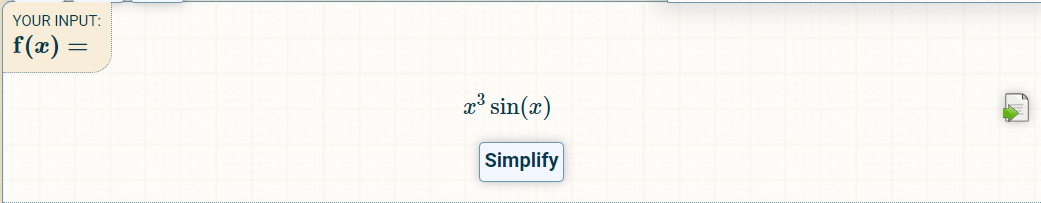 YOUR INPUT:
f(x) =
x³ sin(x)
Simplify